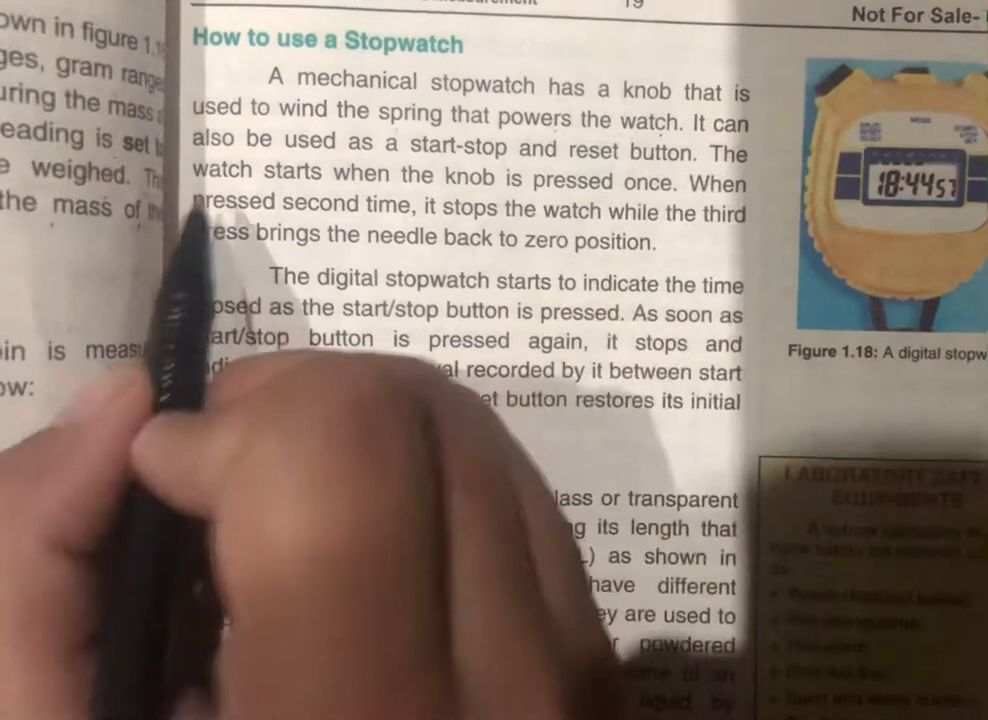 19
Not For Sale-
own in figure 1.1
ges, gram range
uring the mass
eading is set
e weighed.
the mass of
in is meas
ow:
How to use a Stopwatch
A mechanical stopwatch has a knob that is
used to wind the spring that powers the watch. It can
also be used as a start-stop and reset button. The
watch starts when the knob is pressed once. When
pressed second time, it stops the watch while the third
ess brings the needle back to zero position.
The digital stopwatch starts to indicate the time
psed as the start/stop button is pressed. As soon as
art/stop button is pressed again, it stops and
al recorded by it between start
et button restores its initial
lass or transparent
g its length that
L) as shown in
have different
ey are used to
r powdered
liquid by
MODE
18:4457
Figure 1.18: A digital stopw
LABORATORY SAFE
EQUIPMENTS